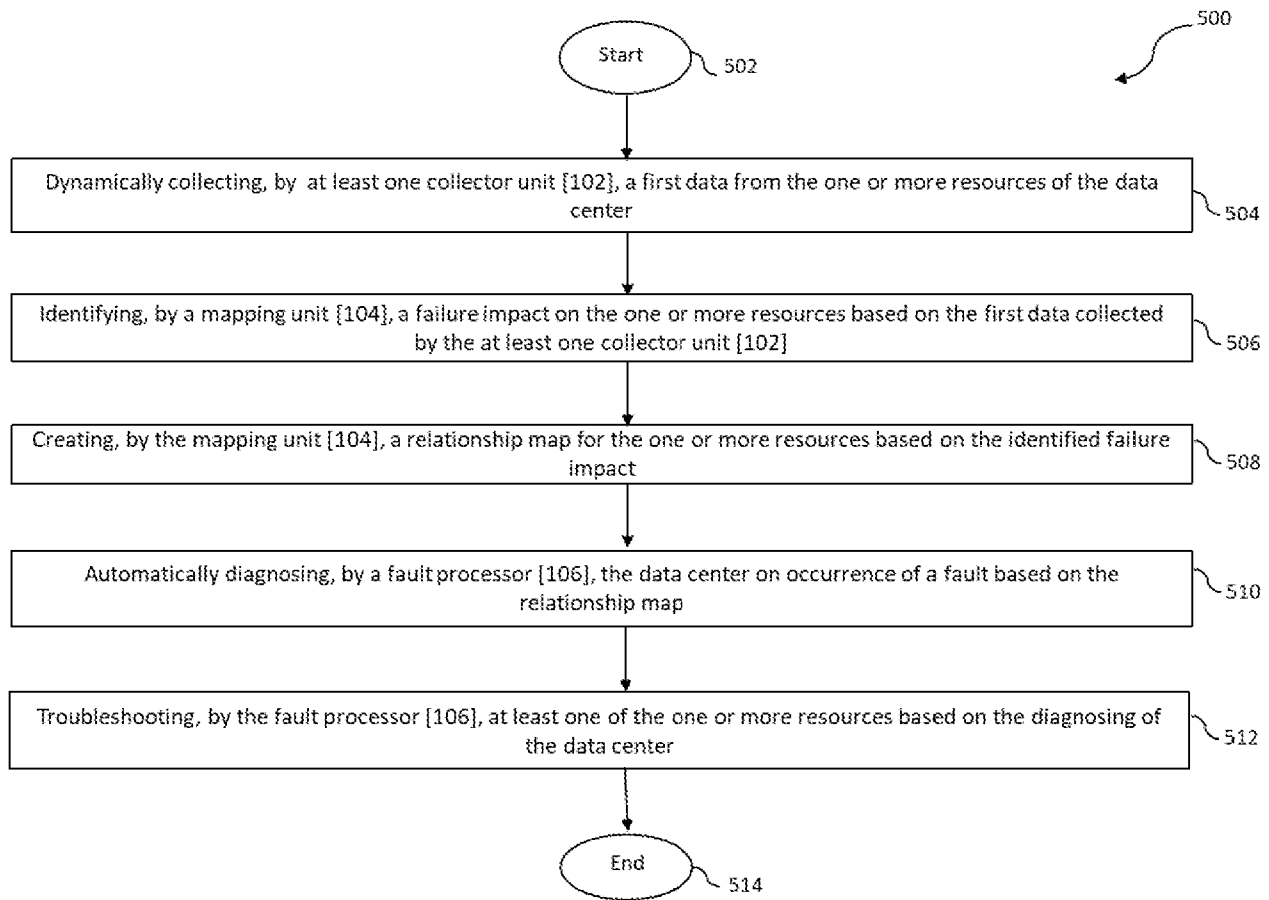 500
Start
502
Dynamically collecting, by at least one collector unit [102], a first data from the one or more resources of the data
center
504
Identifying, by a mapping unit [104], a failure impact on the one or more resources based on the first data collected
by the at least one collector unit [102]
506
Creating, by the mapping unit [104], a relationship map for the one or more resources based on the identified failure
impact
508
Automatically diagnosing, by a fault processor [106], the data center on occurrence of a fault based on the
relationship map
510
Troubleshooting, by the fault processor [106], at least one of the one or more resources based on the diagnosing of
the data center
512
End
514